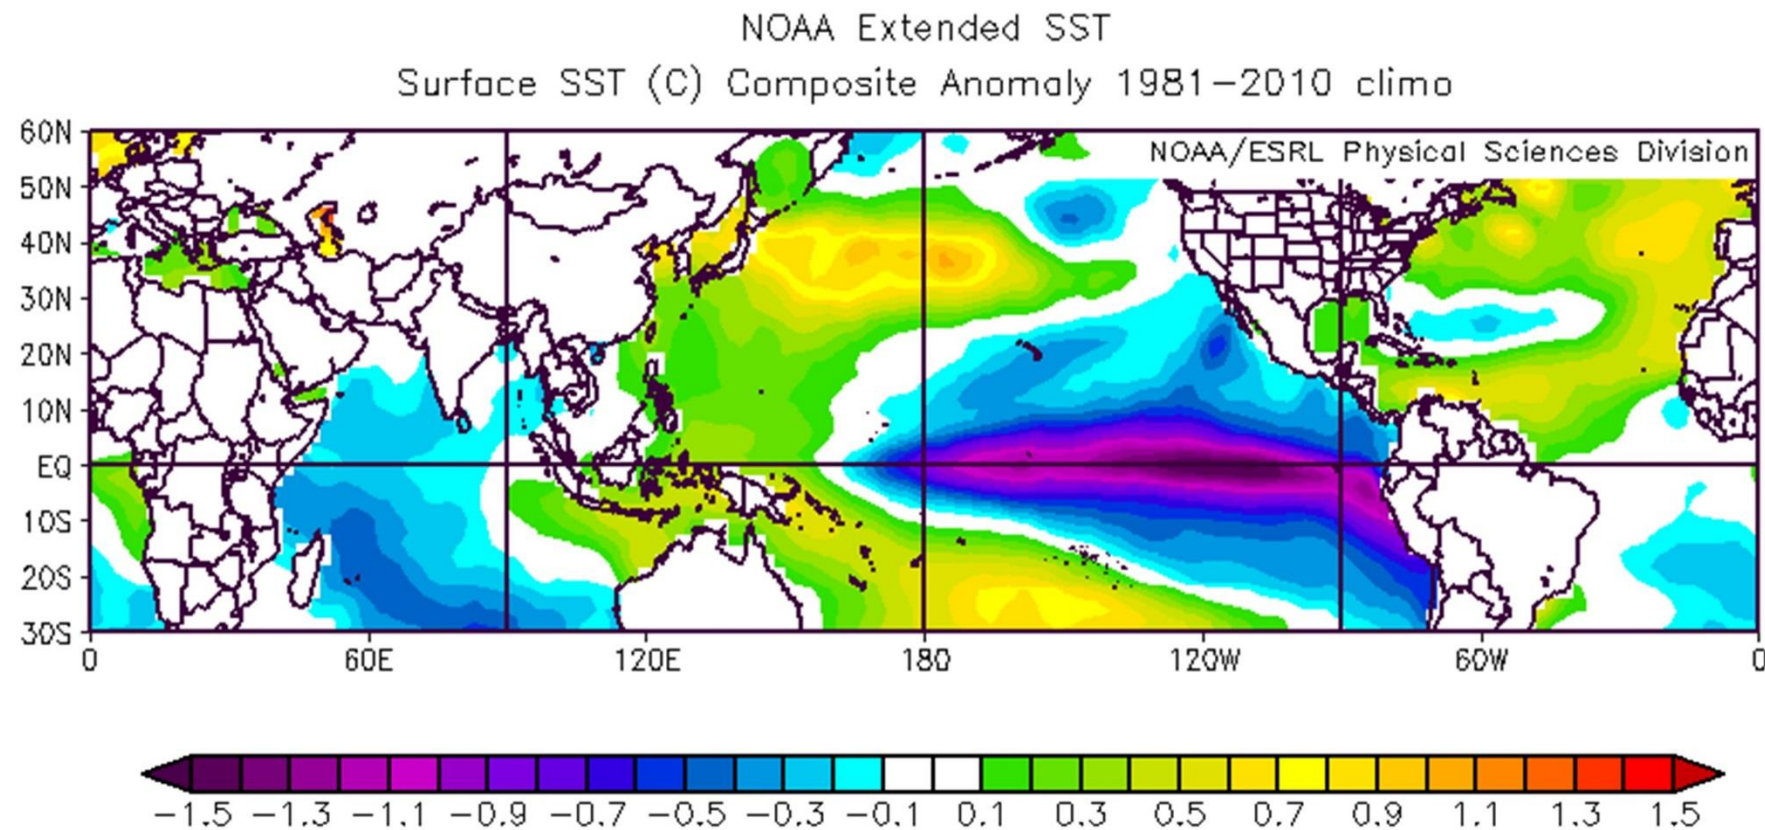 NOAA Extended SST
Surface SST (C) Composite Anomaly 1981-2010 climo
NOAA/ESRL Physical Sciences Division
60N
50N
40N
30N
20N
10N
EQ
10S
20S
30S
0 60E 120E 180 120W 60W 0
-1.5 -1.3 -1.1 -0.9 -0.7 -0.5 -0.3 -0.1 0.1 0.3 0.5 0.7 0.9 1.1 1.3 1.5